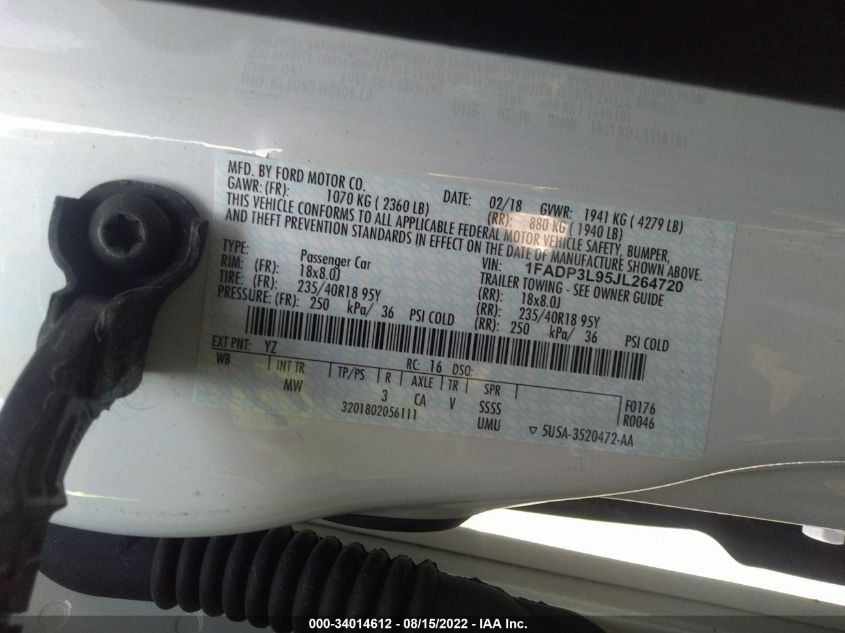 MFD. BY FORD MOTOR CO. DATE: 02/18 GVWR: 1941 KG ( 4279 LB)
GAWR: (FR): 1070 KG ( 2360 LB) (RR): 880 KG ( 1940 LB)
THIS VEHICLE CONFORMS TO ALL APPLICABLE FEDERAL MOTOR VEHICLE SAFETY, BUMPER,
AND THEFT PREVENTION STANDARDS IN EFFECT ON THE DATE OF MANUFACTURE SHOWN ABOVE.
VIN: 1FADP3L95JL264720
TYPE: Passenger Car TRAILER TOWING - SEE OWNER GUIDE
RIM: (FR): 18x8.0J (RR): 18x8.0J
TIRE: (FR): 235/40R18 95Y (RR): 235/40R18 95Y
PRESSURE: (FR): 250 kPa/ 36 PSI COLD (RR): 250 kPa/ 36 PSI COLD
EXT PNT: YZ RC: 16 DSO:
WB INT TR TP/PS R AXLE TR SPR F0176
MW 3 CA V SSSS R0046
3201802056111 UMU ▽ 5U5A-3520472-AA
000-34014612 - 08/15/2022 - IAA Inc.